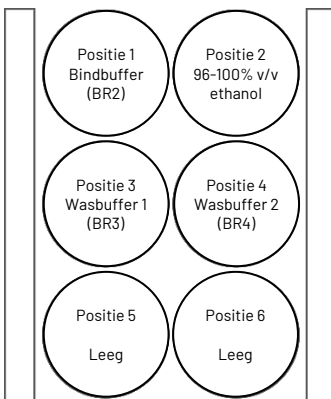 Positie 1
Bindbuffer
(BR2)
Positie 2
96-100% v/v
ethanol
Positie 3
Wasbuffer 1
(BR3)
Positie 4
Wasbuffer 2
(BR4)
Positie 5
Leeg
Positie 6
Leeg